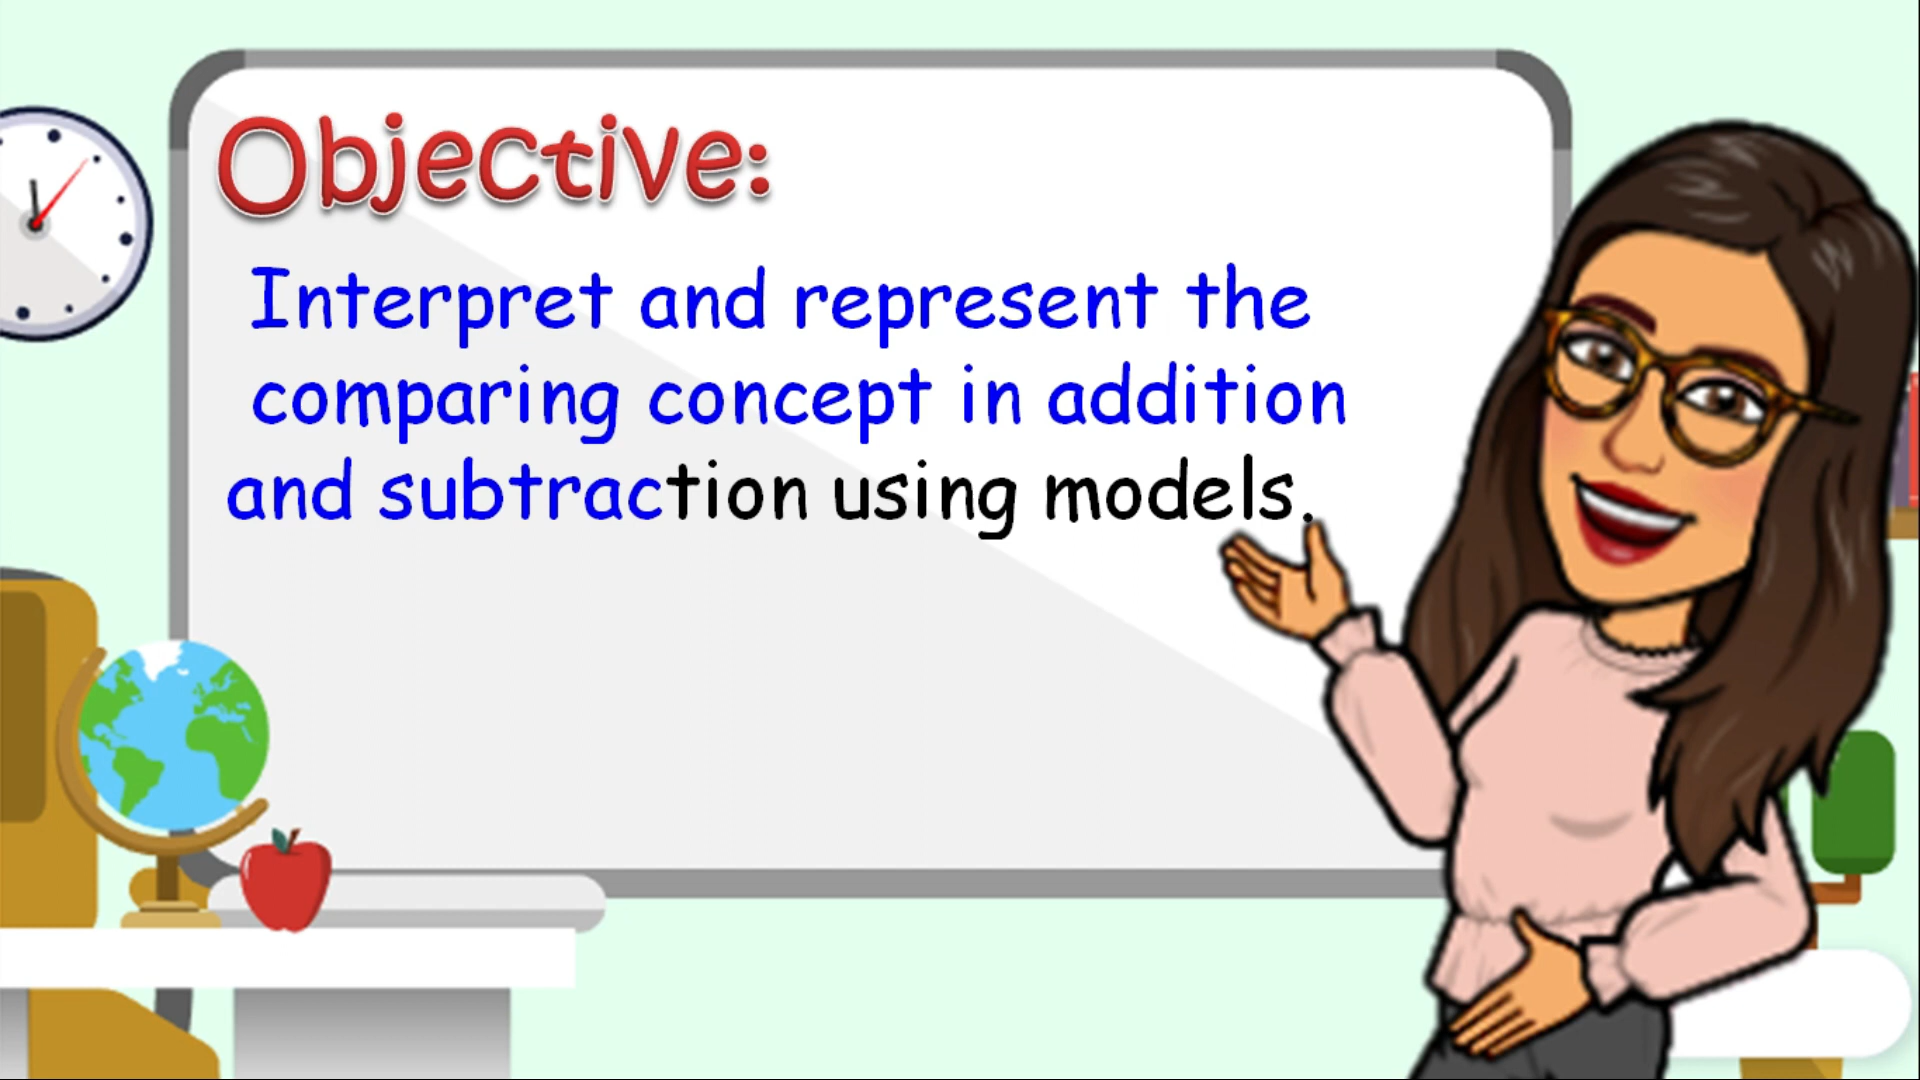 Objective:
Interpret and represent the
comparing concept in addition
and subtraction using models.